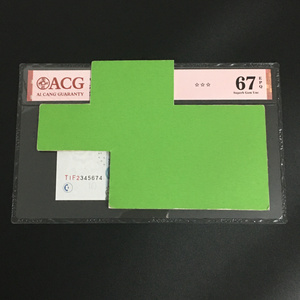 ACG
AI CANG GUARANTY
67 EPQ
Superb Gem Unc
TIF2345674